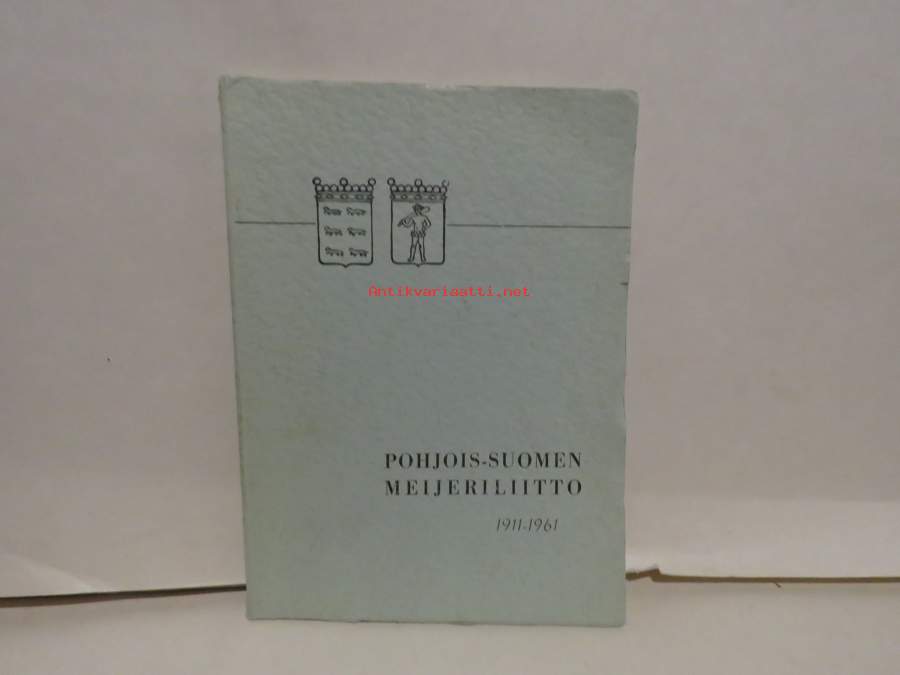 Antikvariaatti.net
POHJOIS-SUOMEN
MEIJERILIITTO
1911-1961